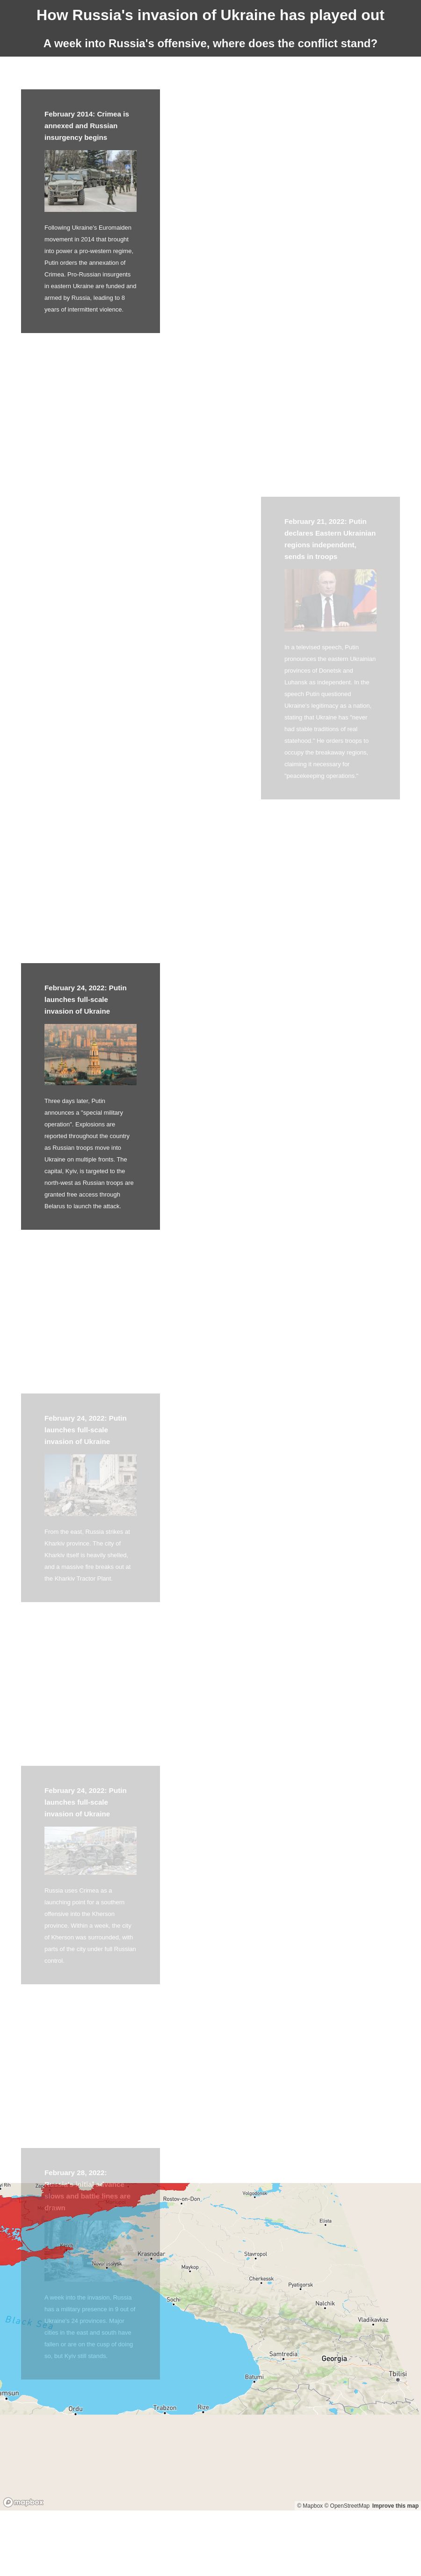 How Russia's invasion of Ukraine has played out
A week into Russia's offensive, where does the conflict stand?
February 2014: Crimea is
annexed and Russian
insurgency begins
Following Ukraine's Euromaiden
movement in 2014 that brought
into power a pro-western regime,
Putin orders the annexation of
Crimea. Pro-Russian insurgents
in eastern Ukraine are funded and
armed by Russia, leading to 8
years of intermittent violence.
February 21, 2022: Putin
declares Eastern Ukrainian
regions independent,
sends in troops
In a televised speech, Putin
announces the eastern Ukrainian
provinces of Donetsk and
Luhansk as independent. In the
speech Putin questioned
Ukraine's legitimacy as a nation,
stating that Ukraine has "never
had stable traditions of real
statehood." He orders troops to
occupy the breakaway regions,
claiming it necessary for
"peacekeeping operations."
February 24, 2022: Putin
launches full-scale
invasion of Ukraine
Three days later, Putin
announces a "special military
operation". Explosions are
reported throughout the country
as Russian troops move into
Ukraine on multiple fronts. The
capital, Kyiv, is targeted to the
north-west as Russian troops are
granted free access through
Belarus to launch the attack.
February 24, 2022: Putin
launches full-scale
invasion of Ukraine
From the east, Russia strikes at
Kharkiv province. The city of
Kharkiv itself is heavily shelled,
and a massive fire breaks out at
the Kharkiv Tractor Plant.
February 24, 2022: Putin
launches full-scale
invasion of Ukraine
Russia uses Crimea as a
launching point for a southern
offensive into the Kherson
province. Within a week, the city
of Kherson was surrounded, with
parts of the city under full Russian
control.
February 28, 2022:
Russia's initial advance
slows and battle lines are
drawn
A week into the invasion, Russia
has a military presence in 9 out of
Ukraine's 24 provinces. Major
cities in the east and south have
fallen or are on the cusp of doing
so, but Kyiv still stands.
Rostov-on-Don
Volgodonsk
Elista
Krasnodar
Stavropol
Novorossiysk
Maykop
Cherkessk
Pyatigorsk
Sochi
Nalchik
Vladikavkaz
Black Sea
Samtredia
Georgia
Batumi
Tbilisi
amsun
Ordu
Trabzon
Rize
mapbox
© Mapbox © OpenStreetMap Improve this map